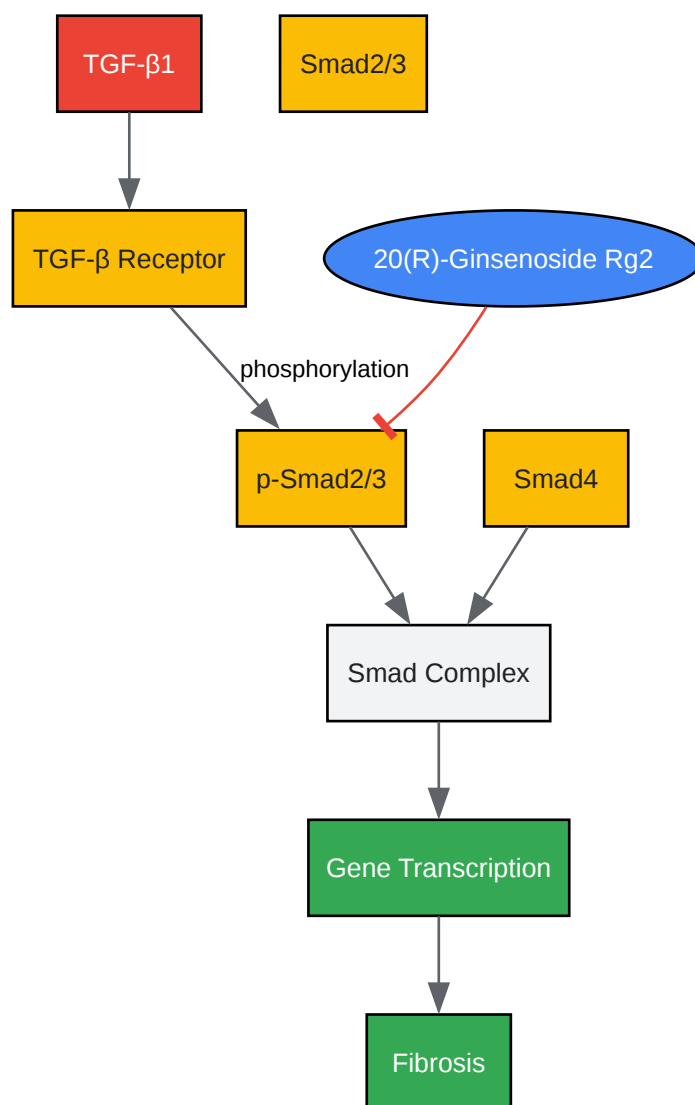 TGF-β1
Smad2/3
TGF-β Receptor
20(R)-Ginsenoside Rg2
phosphorylation
p-Smad2/3
Smad4
Smad Complex
Gene Transcription
Fibrosis